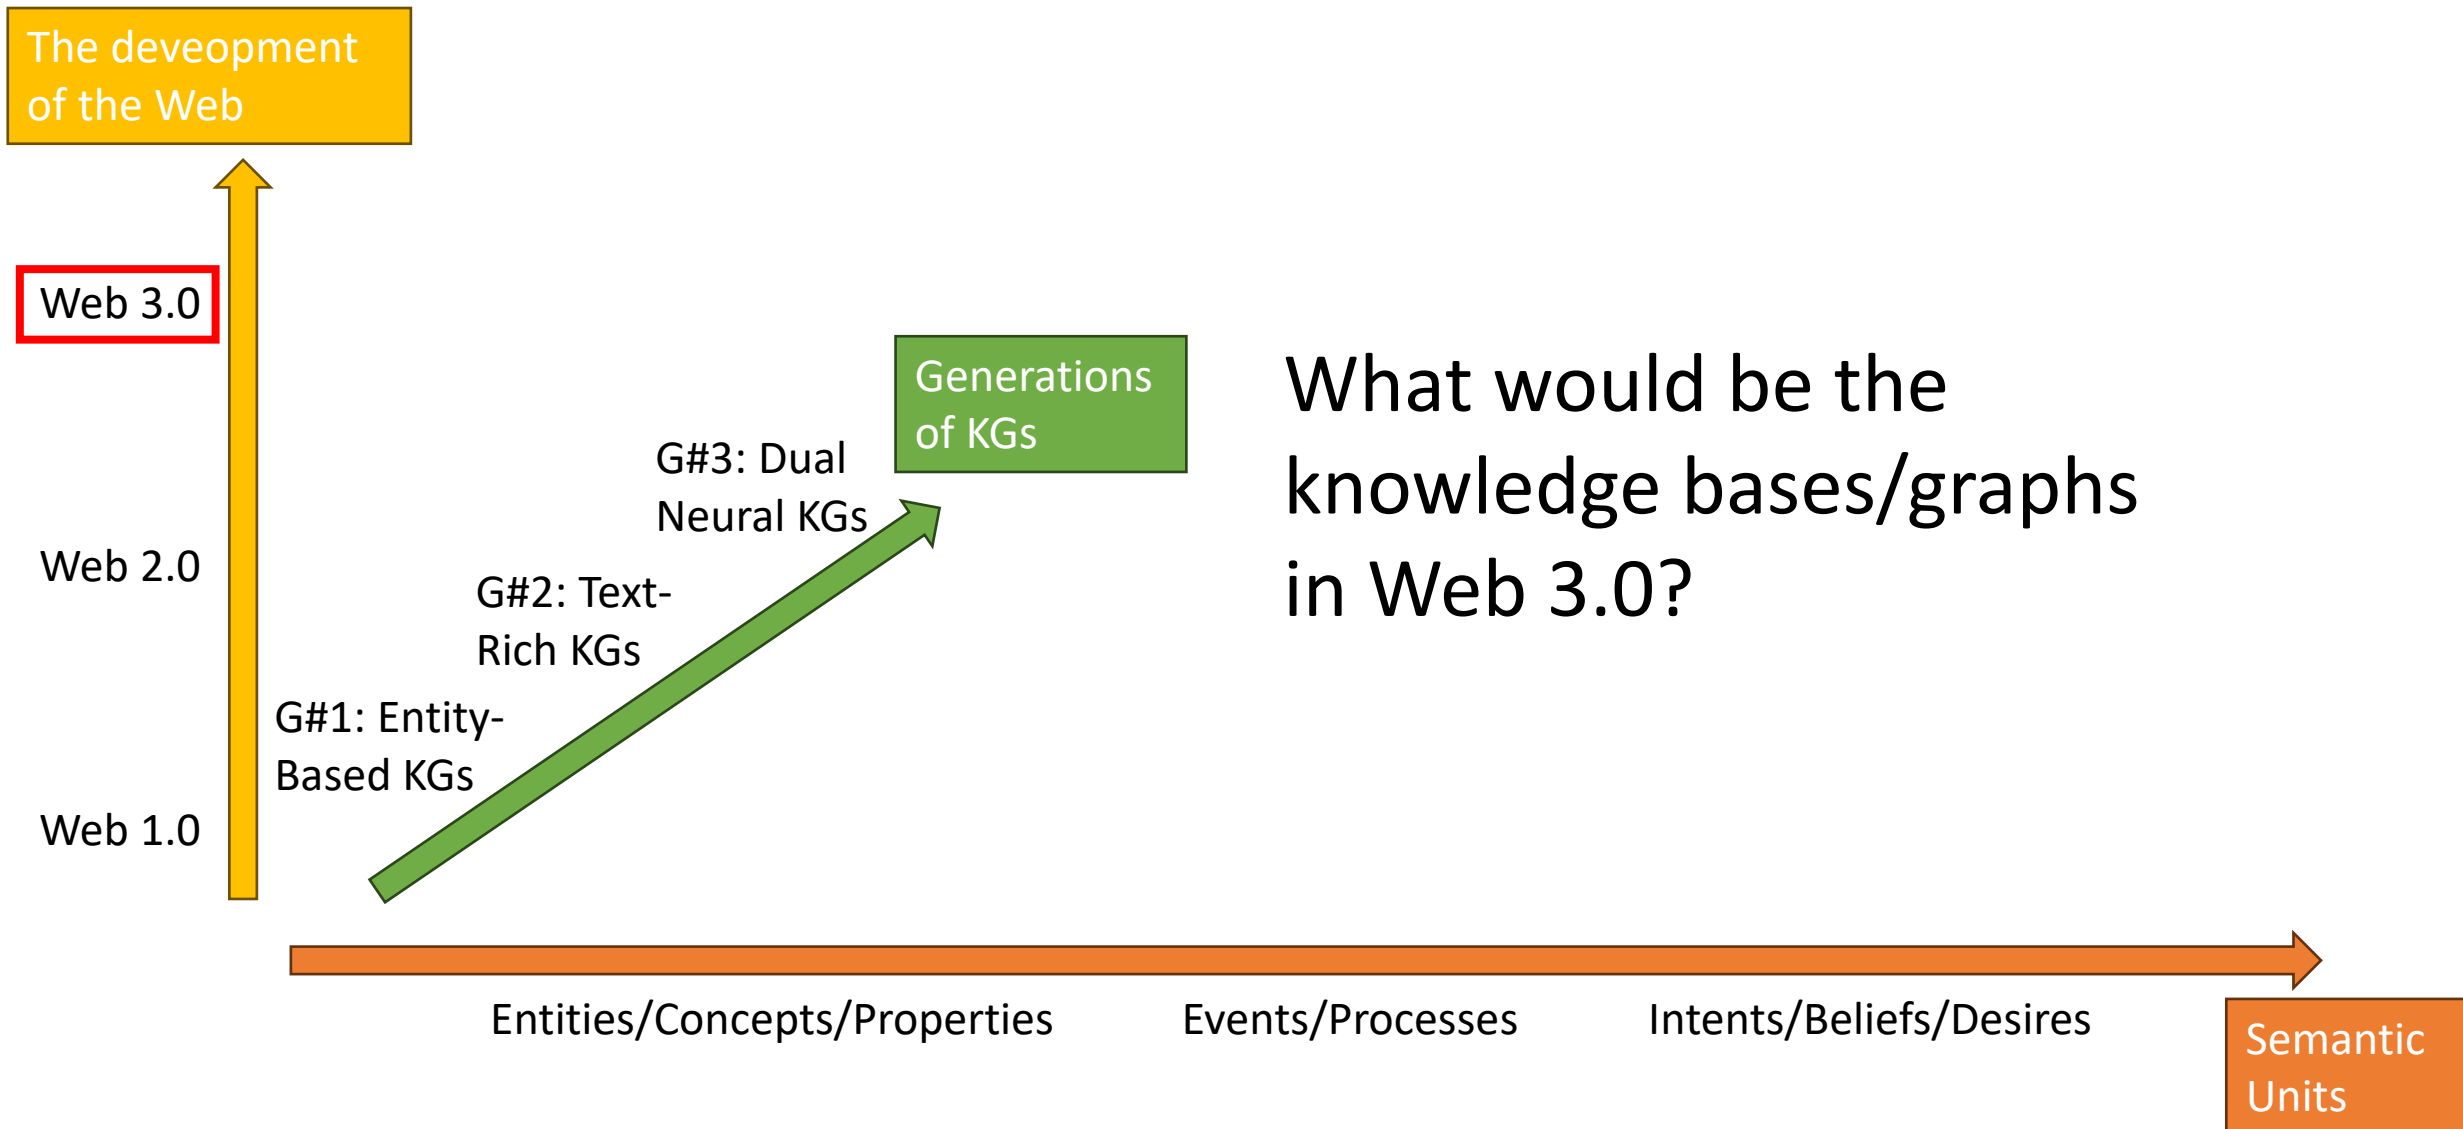 The deveopment
of the Web
Web 3.0
Generations
of KGs
What would be the
knowledge bases/graphs
in Web 3.0?
G#3: Dual
Neural KGs
Web 2.0
G#2: Text-
Rich KGs
G#1: Entity-
Based KGs
Web 1.0
Entities/Concepts/Properties
Events/Processes
Intents/Beliefs/Desires
Semantic
Units